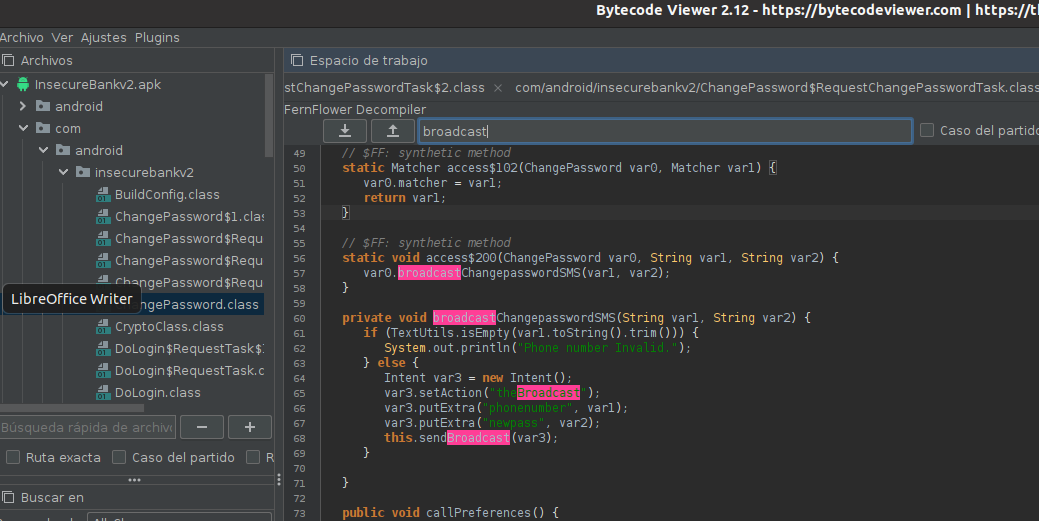 Bytecode Viewer 2.12 - https://bytecodeviewer.com | https://t
Archivo Ver Ajustes Plugins
Archivos
InsecureBankv2.apk
android
com
android
insecurebankv2
BuildConfig.class
ChangePassword$1.cla
ChangePassword$Requ
ChangePassword$Requ
ChangePassword$Requ
LibreOffice Writer
ngePassword.class
CryptoClass.class
DoLogin$RequestTask$
DoLogin$RequestTask.c
DoLogin.class
Búsqueda rápida de archivo
− +
Ruta exacta Caso del partido R
Buscar en
Espacio de trabajo
stChangePasswordTask$2.class × com/android/insecurebankv2/ChangePassword$RequestChangePasswordTask.class
FernFlower Decompiler
broadcast Caso del partido
49 // $FF: synthetic method
50 static Matcher access$102(ChangePassword var0, Matcher var1) {
51 var0.matcher = var1;
52 return var1;
53 }
54
55 // $FF: synthetic method
56 static void access$200(ChangePassword var0, String var1, String var2) {
57 var0.broadcastChangepasswordSMS(var1, var2);
58 }
59
60 private void broadcastChangepasswordSMS(String var1, String var2) {
61 if (TextUtils.isEmpty(var1.toString().trim())) {
62 System.out.println("Phone number Invalid.");
63 } else {
64 Intent var3 = new Intent();
65 var3.setAction("theBroadcast");
66 var3.putExtra("phonenumber", var1);
67 var3.putExtra("newpass", var2);
68 this.sendBroadcast(var3);
69 }
70
71 }
72
73 public void callPreferences() {